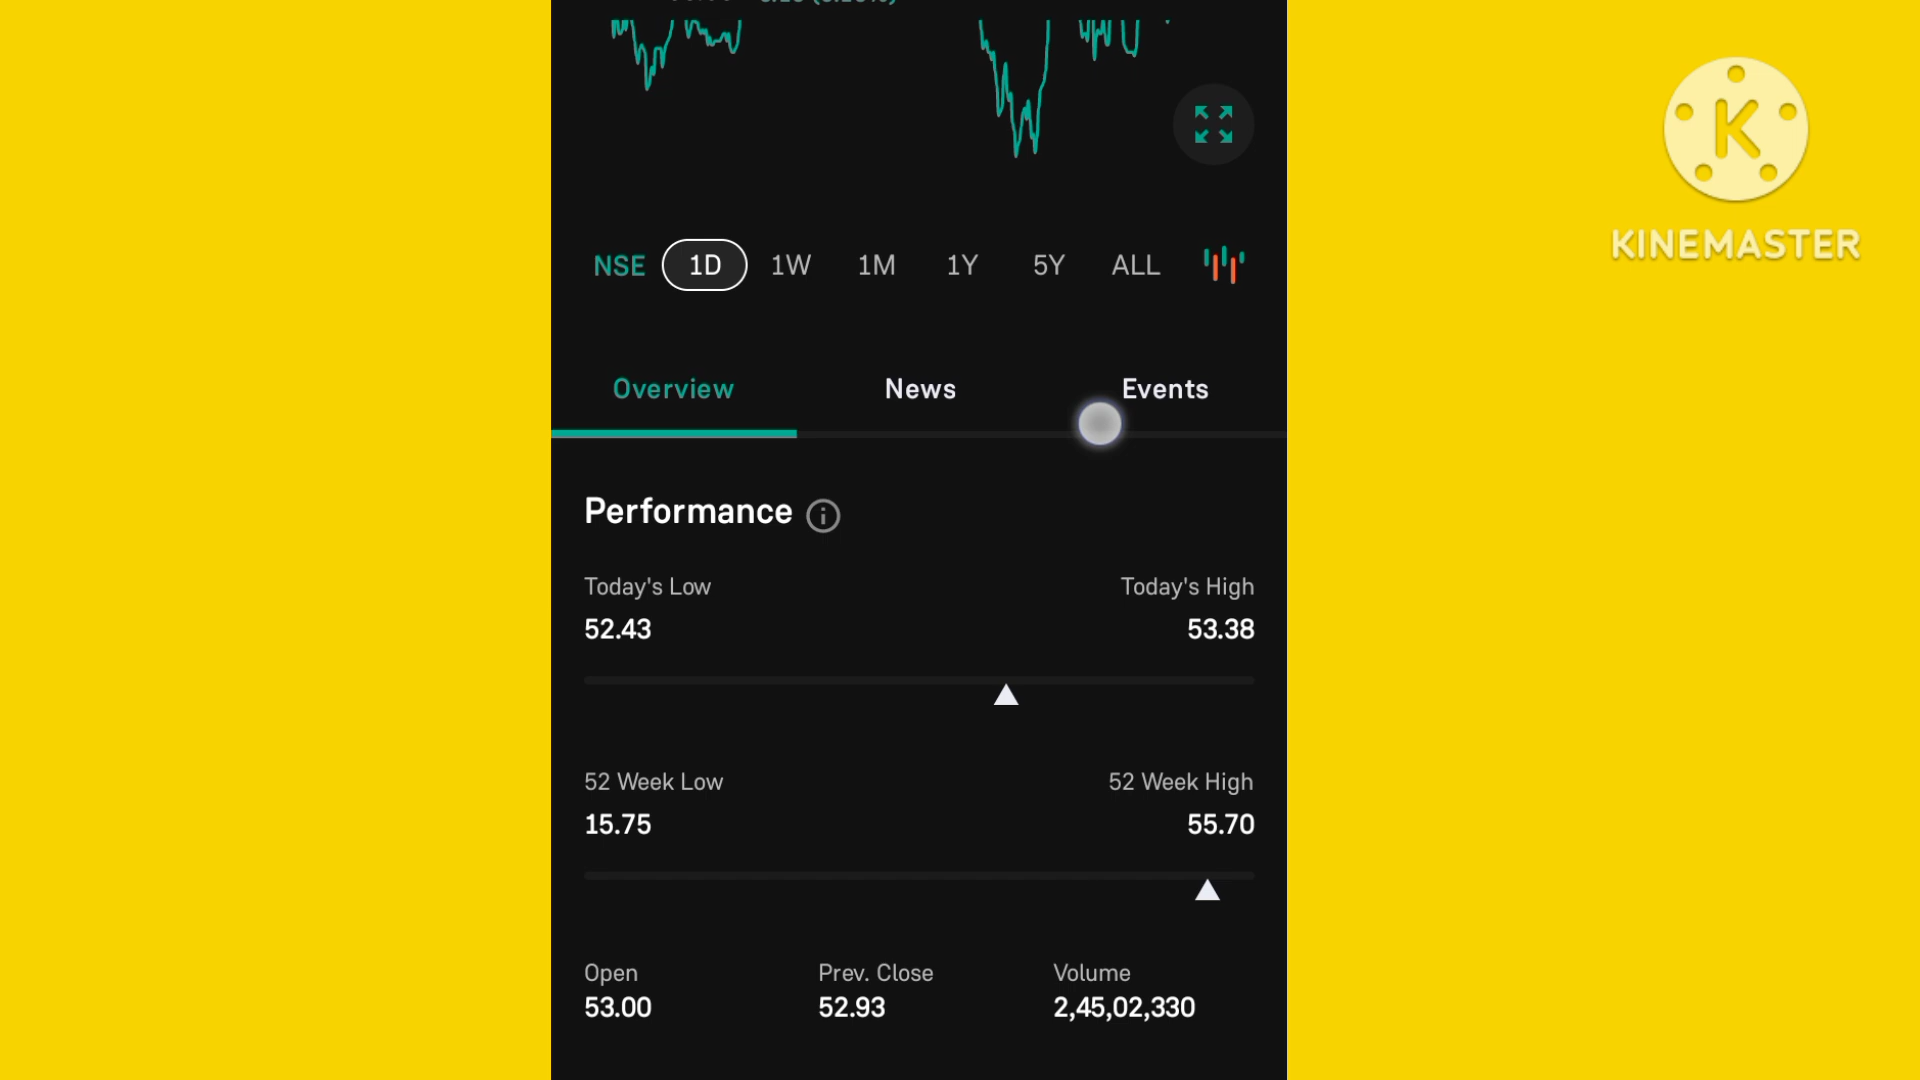 NSE 1D 1W 1M 1Y 5Y ALL
K
KINEMASTER
Overview News Events
Performance
Today's Low Today's High
52.43 53.38
52 Week Low 52 Week High
15.75 55.70
Open Prev. Close Volume
53.00 52.93 2,45,02,330